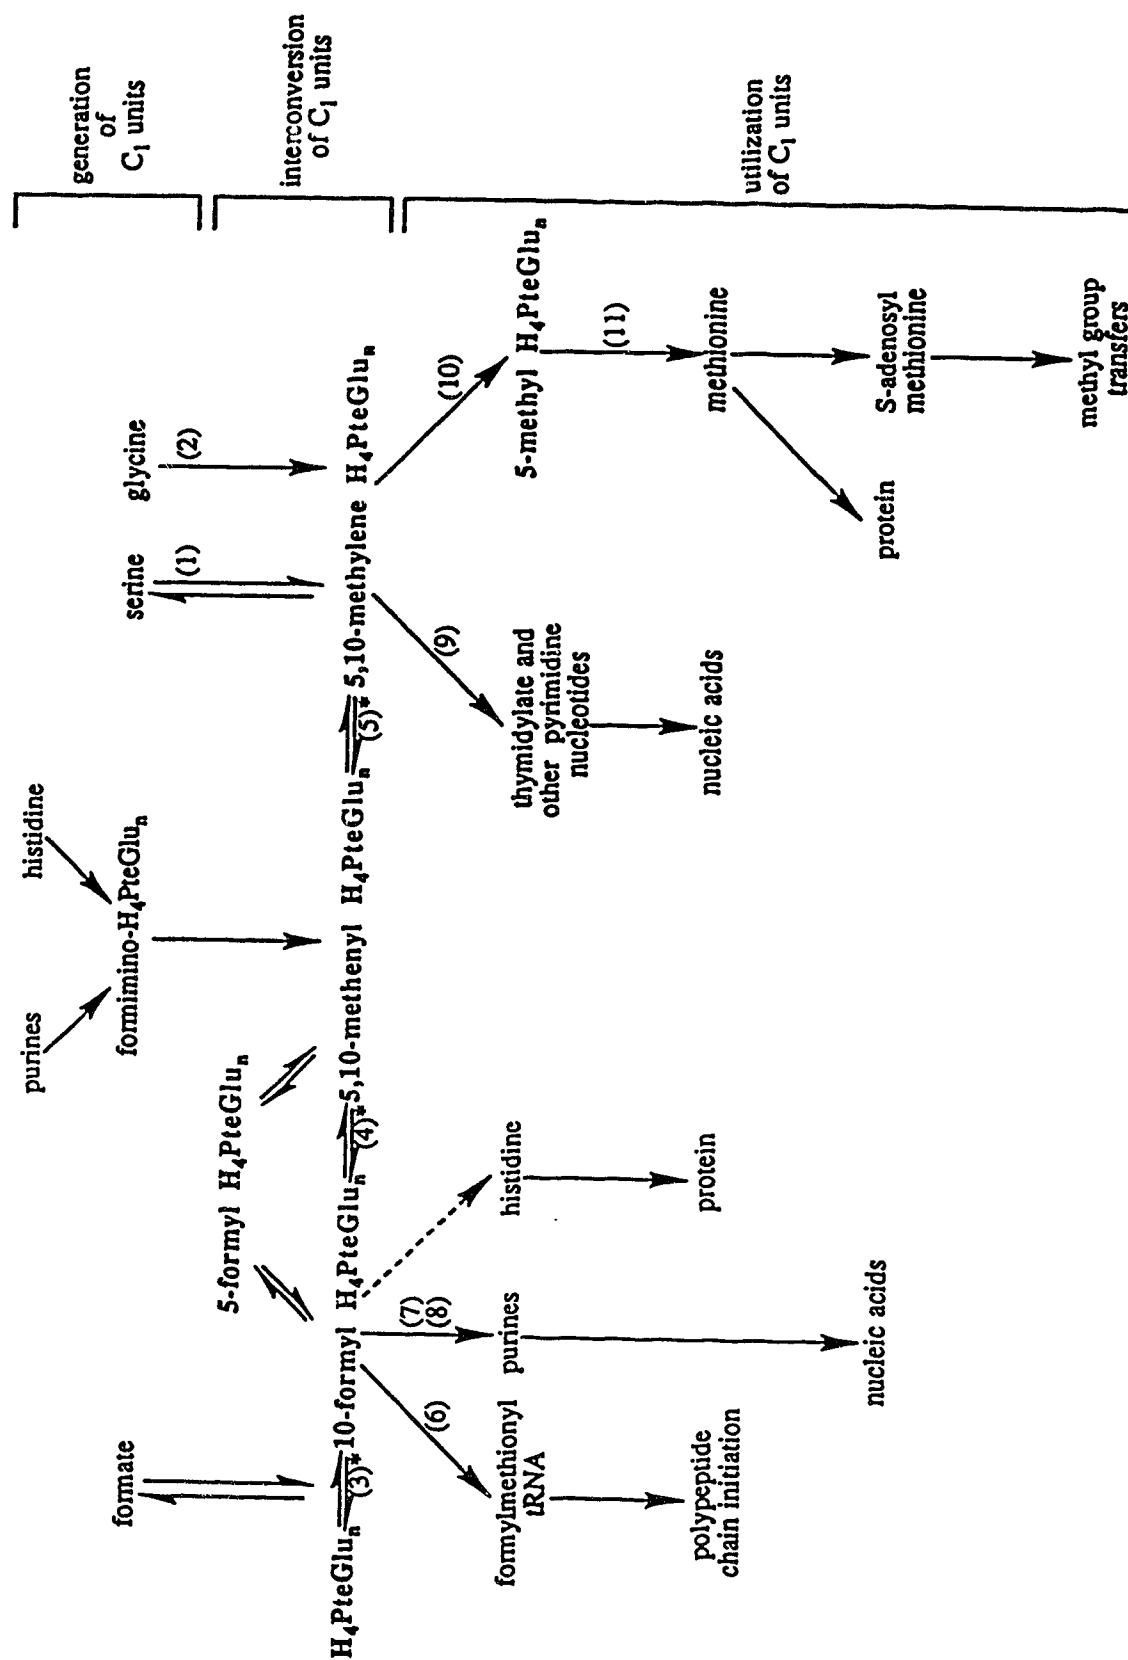 purines
histidine
formimino-H₄PteGluₙ
formate
serine
glycine
(1)
(2)
generation
of
C₁ units
5-formyl H₄PteGluₙ
H₄PteGluₙ (3)* 10-formyl H₄PteGluₙ (4)* 5,10-methenyl H₄PteGluₙ (5)* 5,10-methylene H₄PteGluₙ
interconversion
of C₁ units
(6)
(7)
(8)
(9)
(10)
formylmethionyl
tRNA
purines
histidine
thymidylate and
other pyrimidine
nucleotides
5-methyl H₄PteGluₙ
(11)
polypeptide
chain initiation
protein
nucleic acids
methionine
utilization
of C₁ units
nucleic acids
protein
S-adenosyl
methionine
methyl group
transfers